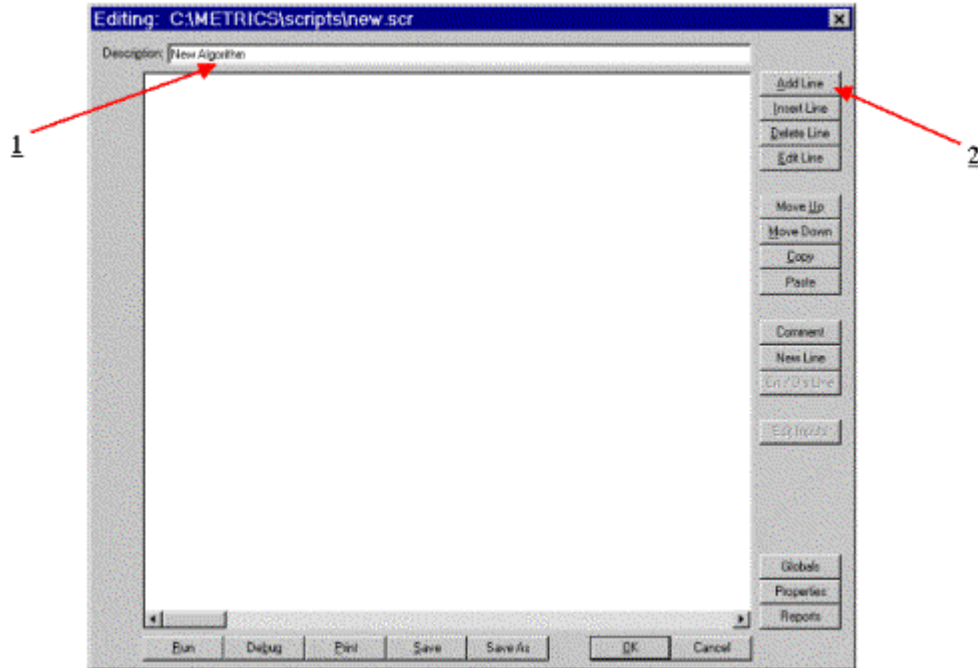 Editing: C:\METRICS\scripts\new.scr
Description: New Algorithm
1
Add Line
2
Insert Line
Delete Line
Edit Line
Move Up
Move Down
Copy
Paste
Comment
New Line
Line
Edit Inputs
Globals
Properties
Reports
Run Debug Print Save Save As OK Cancel